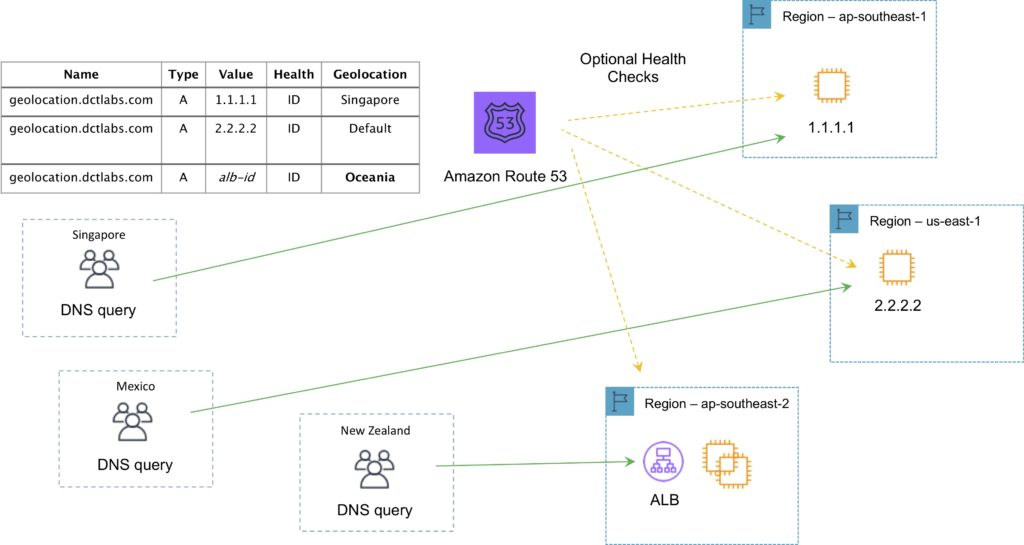 Region – ap-southeast-1
Optional Health
Checks
Name Type Value Health Geolocation
geolocation.dctlabs.com A 1.1.1.1 ID Singapore
geolocation.dctlabs.com A 2.2.2.2 ID Default
geolocation.dctlabs.com A alb-id ID Oceania
53
Amazon Route 53
1.1.1.1
Singapore
DNS query
Region – us-east-1
2.2.2.2
Mexico
DNS query
New Zealand
DNS query
Region – ap-southeast-2
ALB